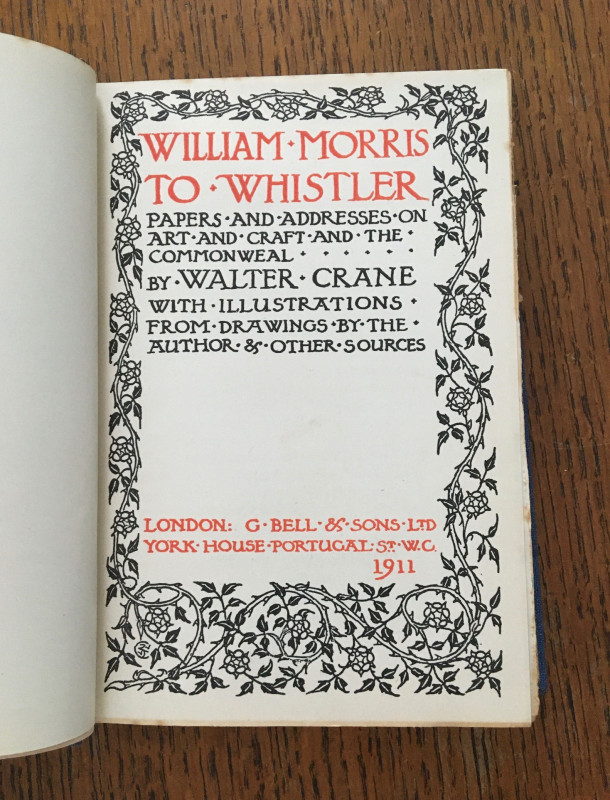 WILLIAM · MORRIS
TO · WHISTLER
PAPERS · AND · ADDRESSES · ON
ART · AND · CRAFT · AND · THE ·
COMMONWEAL · · · · · ·
BY · WALTER · CRANE
WITH · ILLUSTRATIONS ·
FROM · DRAWINGS · BY · THE ·
AUTHOR · & · OTHER · SOURCES
LONDON: G · BELL · & · SONS · LTD
YORK · HOUSE · PORTUGAL · ST · W.C.
1911